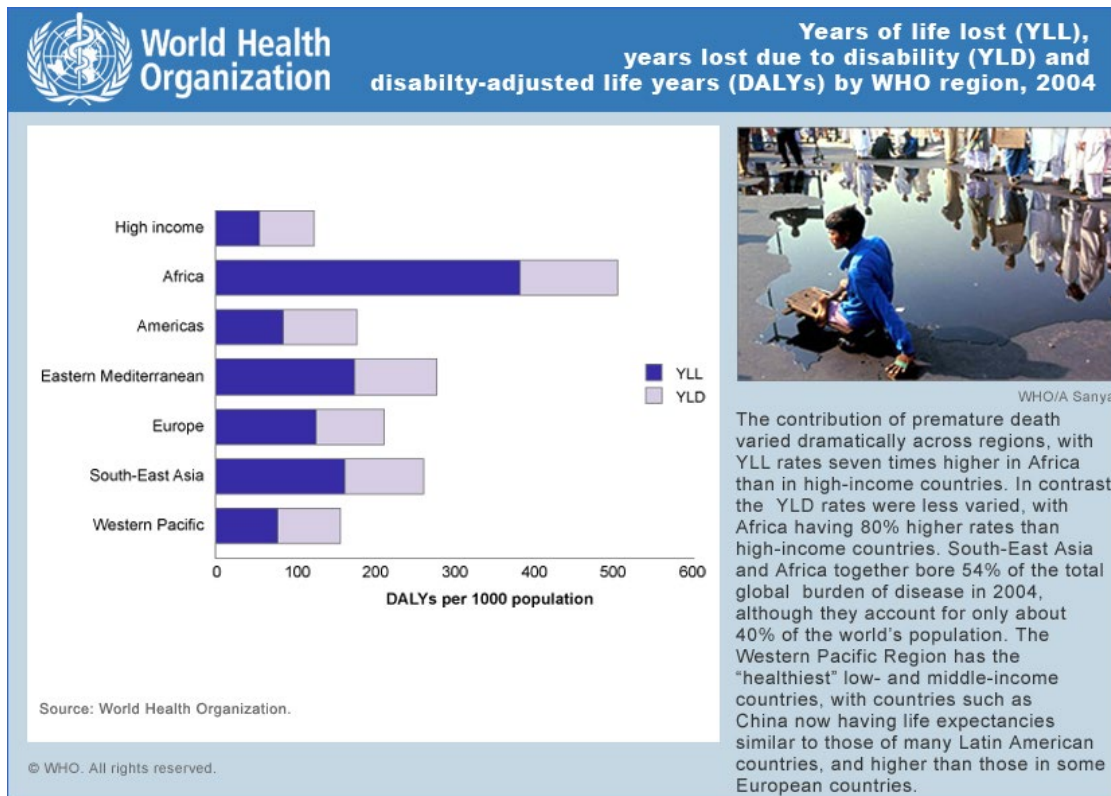 World Health
Organization
Years of life lost (YLL),
years lost due to disability (YLD) and
disabilty-adjusted life years (DALYs) by WHO region, 2004
High income
Africa
Americas
Eastern Mediterranean
Europe
South-East Asia
Western Pacific
YLL
YLD
0 100 200 300 400 500 600
DALYs per 1000 population
Source: World Health Organization.
© WHO. All rights reserved.
WHO/A Sanya
The contribution of premature death
varied dramatically across regions, with
YLL rates seven times higher in Africa
than in high-income countries. In contrast
the YLD rates were less varied, with
Africa having 80% higher rates than
high-income countries. South-East Asia
and Africa together bore 54% of the total
global burden of disease in 2004,
although they account for only about
40% of the world's population. The
Western Pacific Region has the
“healthiest” low- and middle-income
countries, with countries such as
China now having life expectancies
similar to those of many Latin American
countries, and higher than those in some
European countries.